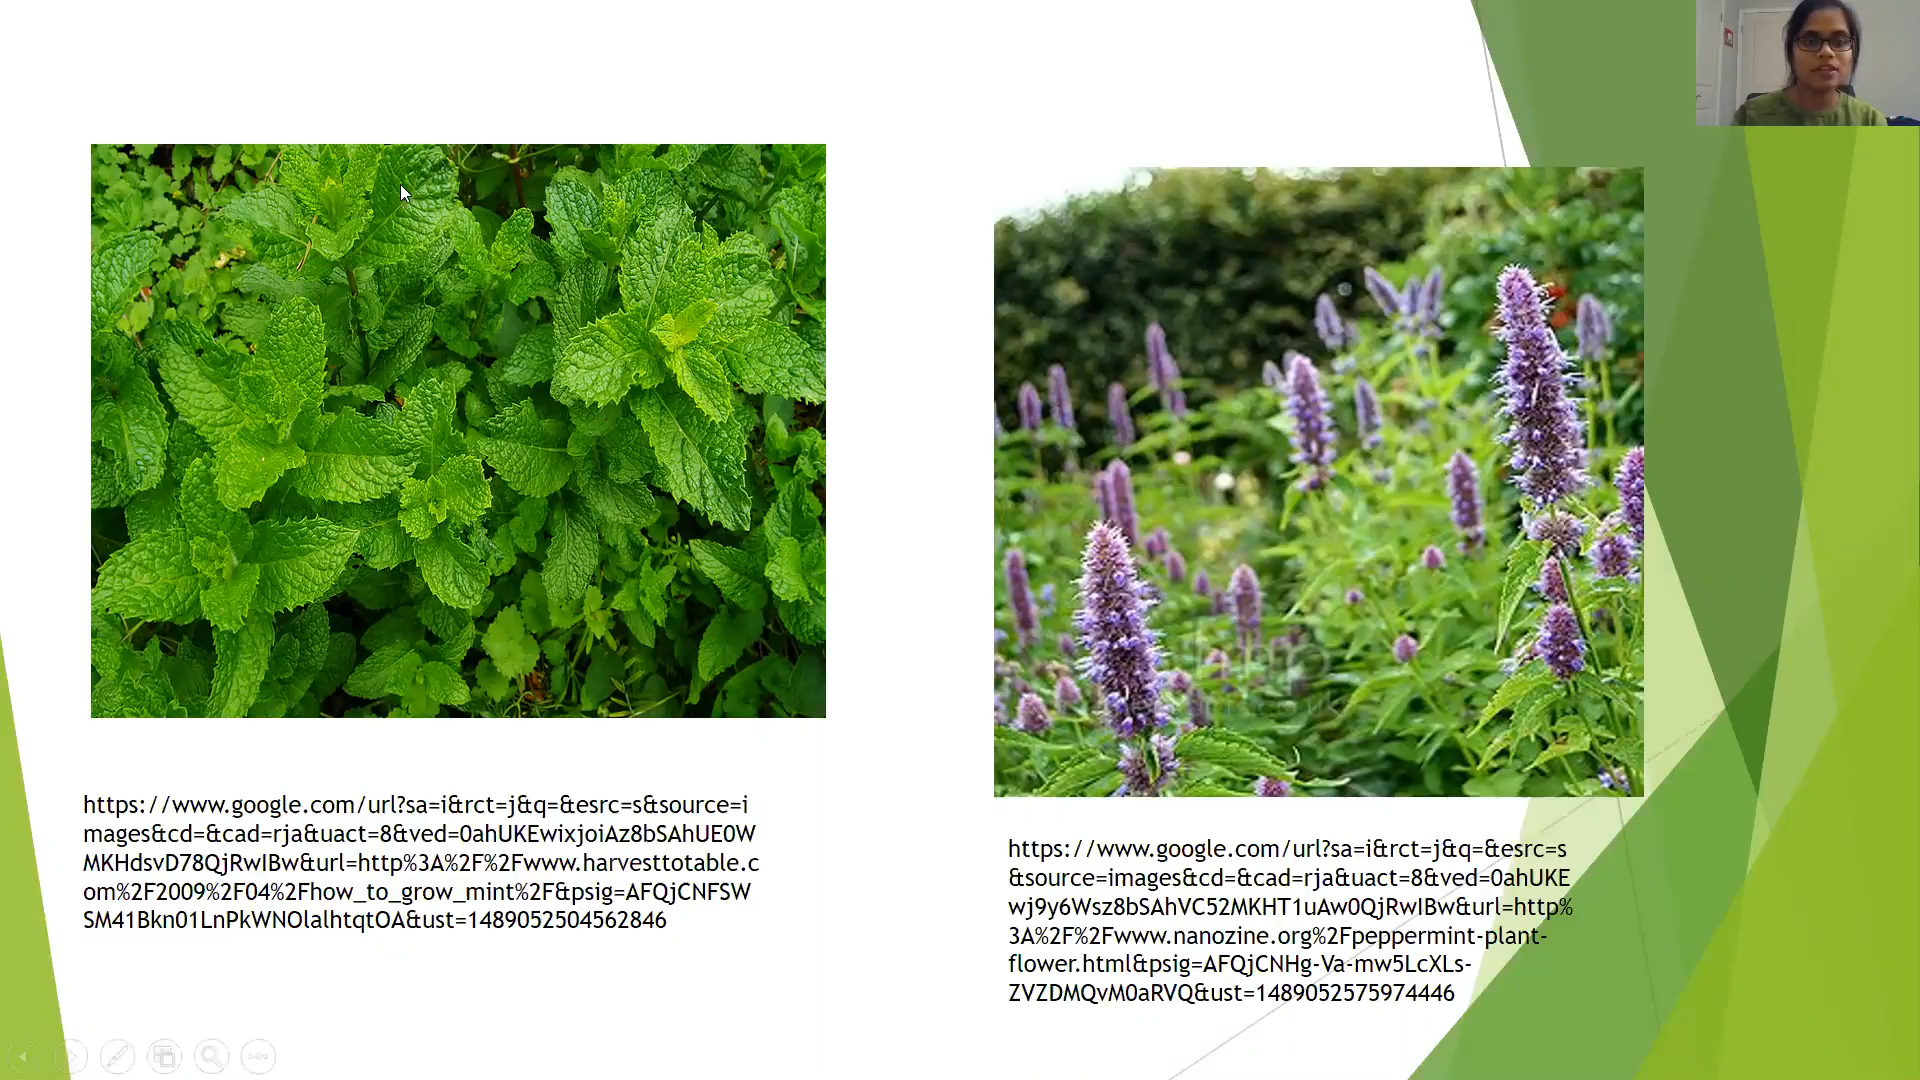 https://www.google.com/url?sa=i&rct=j&q=&esrc=s&source=i
mages&cd=&cad=rja&uact=8&ved=0ahUKEwixjoiAz8bSAhUE0W
MKHdsvD78QjRwIBw&url=http%3A%2F%2Fwww.harvesttotable.c
om%2F2009%2F04%2Fhow_to_grow_mint%2F&psig=AFQjCNFSW
SM41Bkn01LnPkWNOlalhtqtOA&ust=1489052504562846
https://www.google.com/url?sa=i&rct=j&q=&esrc=s
&source=images&cd=&cad=rja&uact=8&ved=0ahUKE
wj9y6Wsz8bSAhVC52MKHT1uAw0QjRwIBw&url=http%
3A%2F%2Fwww.nanozine.org%2Fpeppermint-plant-
flower.html&psig=AFQjCNHg-Va-mw5LcXLs-
ZVZDMQvM0aRVQ&ust=1489052575974446